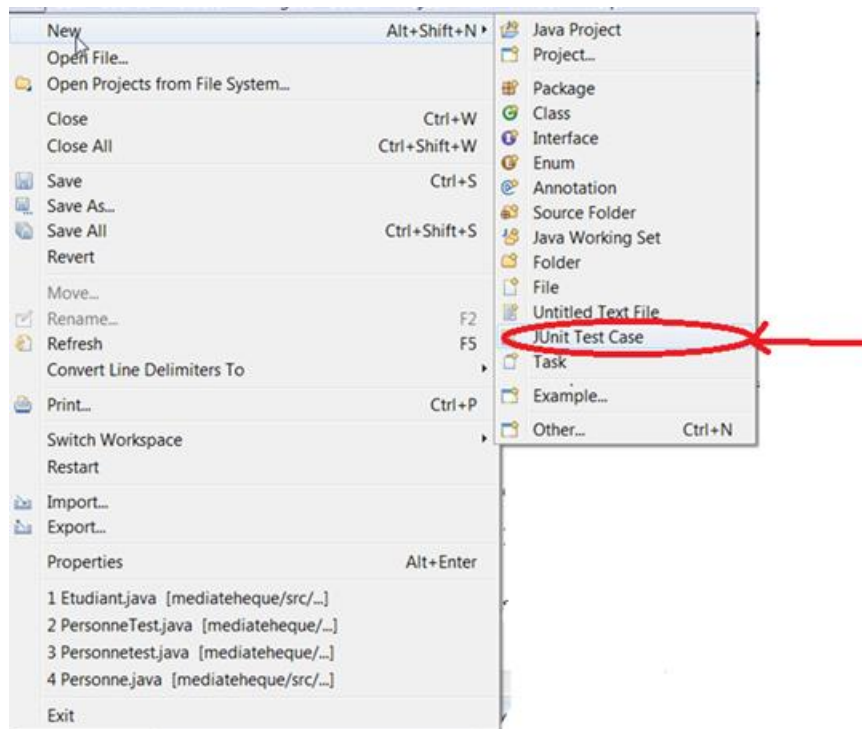 New Alt+Shift+N
Open File...
Open Projects from File System...
Close Ctrl+W
Close All Ctrl+Shift+W
Save Ctrl+S
Save As...
Save All Ctrl+Shift+S
Revert
Move...
Rename... F2
Refresh F5
Convert Line Delimiters To
Print... Ctrl+P
Switch Workspace
Restart
Import...
Export...
Properties Alt+Enter
1 Etudiant.java [mediatheque/src/...]
2 PersonneTest.java [mediatheque/...]
3 Personnetest.java [mediatheque/...]
4 Personne.java [mediatheque/src/...]
Exit
Java Project
Project...
Package
Class
Interface
Enum
Annotation
Source Folder
Java Working Set
Folder
File
Untitled Text File
JUnit Test Case
Task
Example...
Other... Ctrl+N